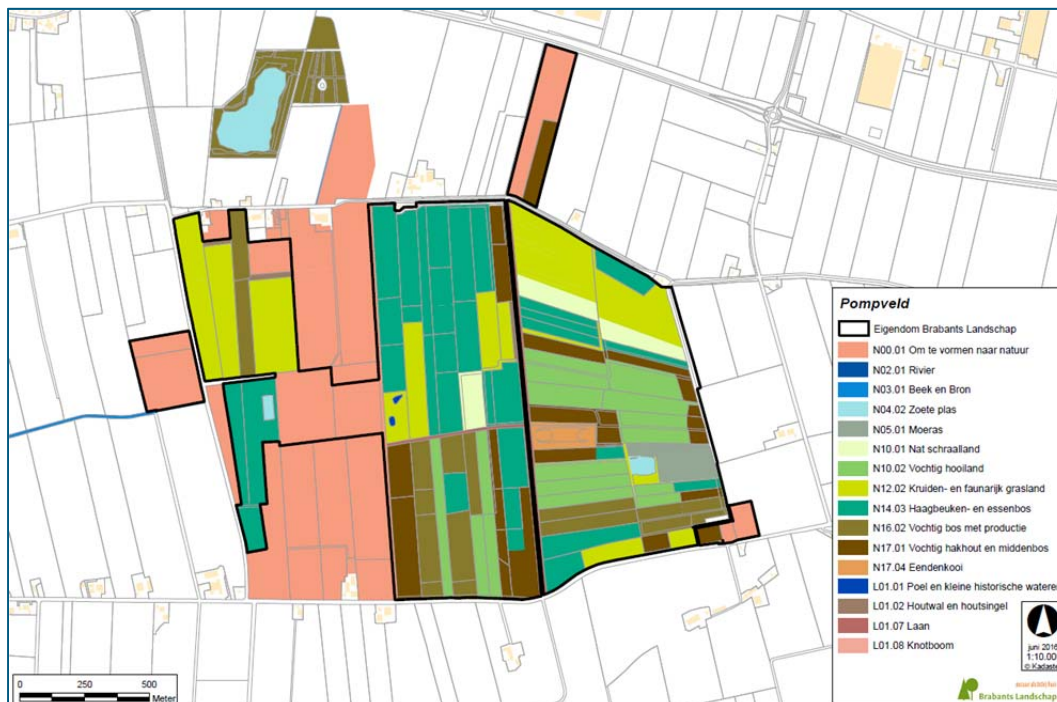 Pompveld
Eigendom Brabants Landschap
N00.01 Om te vormen naar natuur
N02.01 Rivier
N03.01 Beek en Bron
N04.02 Zoete plas
N05.01 Moeras
N10.01 Nat schraalland
N10.02 Vochtig hooiland
N12.02 Kruiden- en faunarijk grasland
N14.03 Haagbeuken- en essenbos
N16.02 Vochtig bos met productie
N17.01 Vochtig hakhout en middenbos
N17.04 Eendenkooi
L01.01 Poel en kleine historische wateren
L01.02 Houtwal en houtsingel
L01.07 Laan
L01.08 Knotboom
juni 2016
1:10.00
© Kadaste
0 250 500
Meter
Brabants Landschap